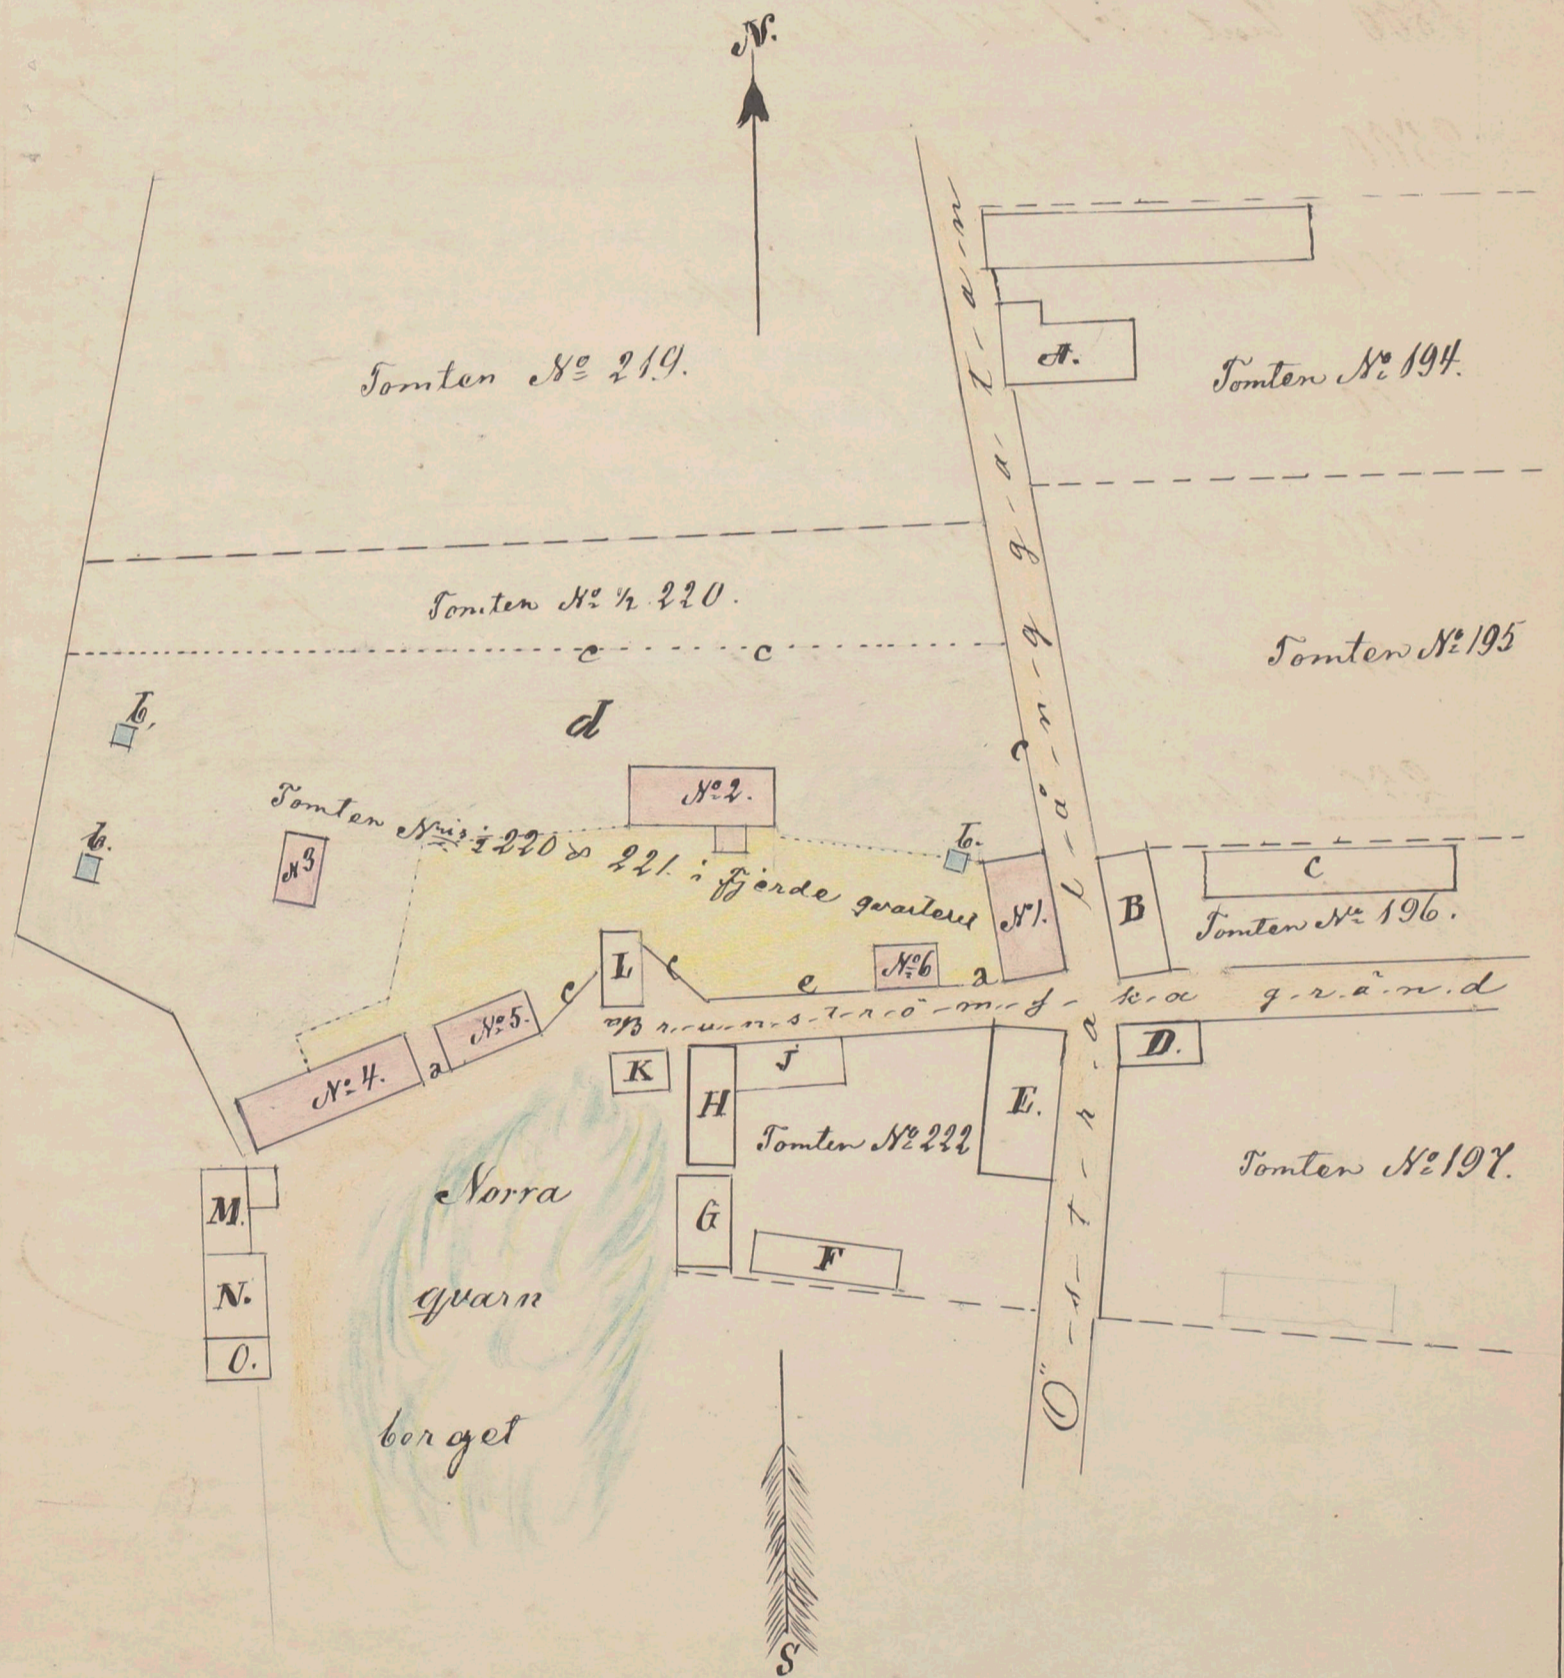 N.
Tomten No 219.
A.
Tomten No 194.
Tomten No ½ 220.
c c
Tomten No 195
b,
d
c
No 2.
Tomten Nris ½ 220 & 221. i fjerde quarteret
b.
No 3
b.
No 1.
B
C
Tomten No 196.
L
c
c
e
No 6
a
Brunströmska gränd
No 5.
No 4.
a
K
J
H
E.
D.
Tomten No 222
Tomten No 197.
M.
Norra
G
F
N.
qvarn
O.
berget
Östra Långgatan
S